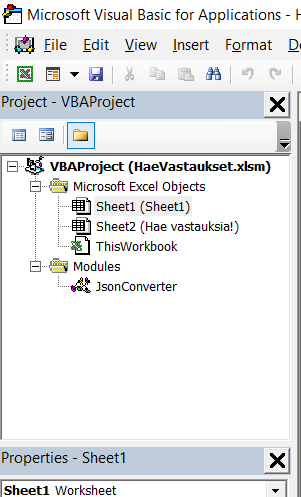 Microsoft Visual Basic for Applications - H
File Edit View Insert Format D
Project - VBAProject
VBAProject (HaeVastaukset.xlsm)
Microsoft Excel Objects
Sheet1 (Sheet1)
Sheet2 (Hae vastauksia!)
ThisWorkbook
Modules
JsonConverter
Properties - Sheet1
Sheet1 Worksheet